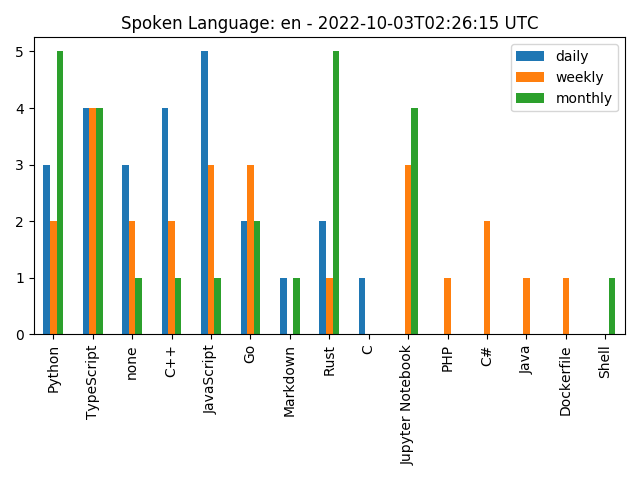 Spoken Language: en - 2022-10-03T02:26:15 UTC
daily
weekly
monthly
5
4
3
2
1
0
Python
TypeScript
none
C++
JavaScript
Go
Markdown
Rust
C
Jupyter Notebook
PHP
C#
Java
Dockerfile
Shell